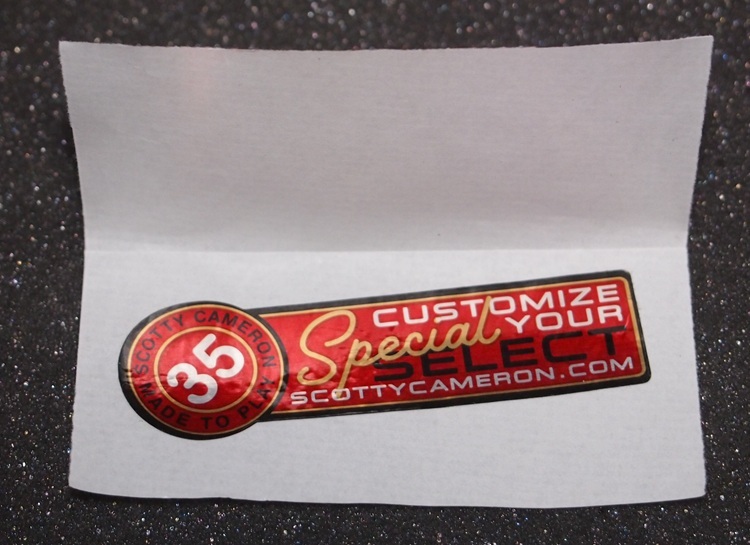 SCOTTY CAMERON
35
MADE TO PLAY
CUSTOMIZE
YOUR
Special
SELECT
SCOTTYCAMERON.COM